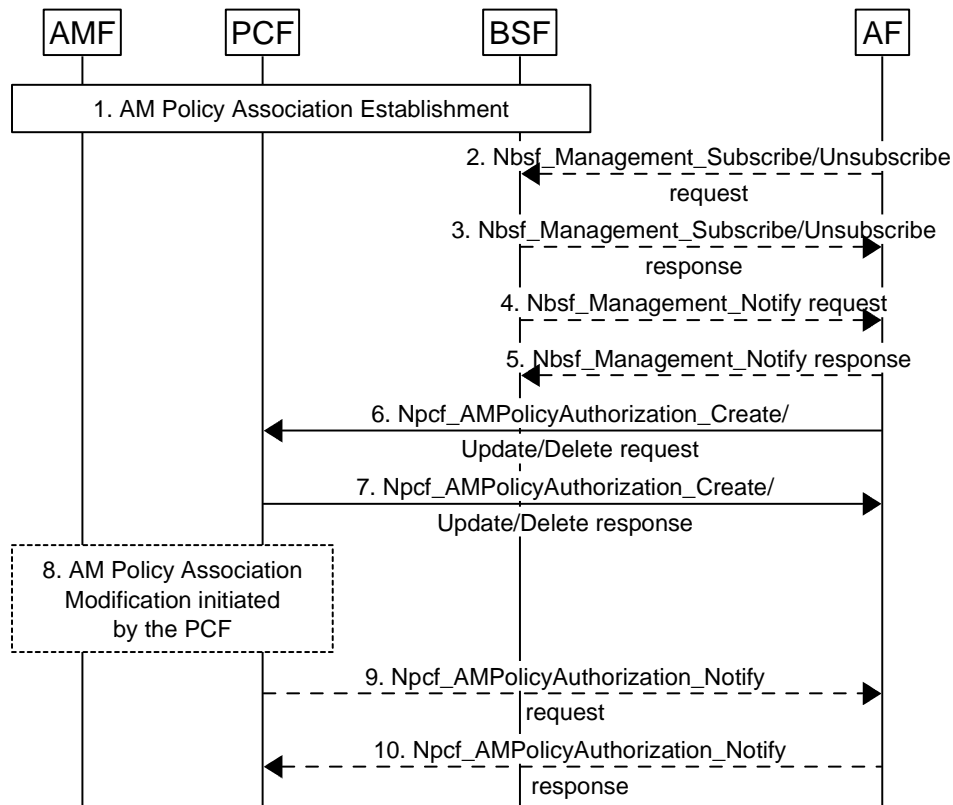 AMF
PCF
BSF
AF
1. AM Policy Association Establishment
2. Nbsf_Management_Subscribe/Unsubscribe
request
3. Nbsf_Management_Subscribe/Unsubscribe
response
4. Nbsf_Management_Notify request
5. Nbsf_Management_Notify response
6. Npcf_AMPolicyAuthorization_Create/
Update/Delete request
7. Npcf_AMPolicyAuthorization_Create/
Update/Delete response
8. AM Policy Association
Modification initiated
by the PCF
9. Npcf_AMPolicyAuthorization_Notify
request
10. Npcf_AMPolicyAuthorization_Notify
response